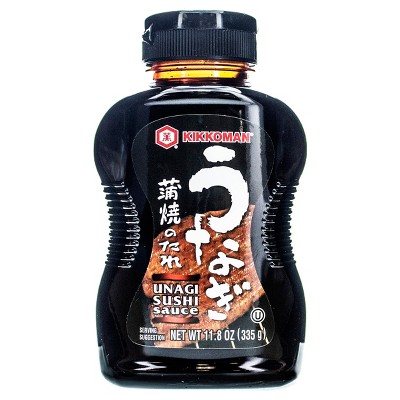 KIKKOMAN™
うなぎ
蒲焼のたれ
UNAGI
SUSHI
sauce
SERVING
SUGGESTION
NET WT 11.8 OZ (335 g)